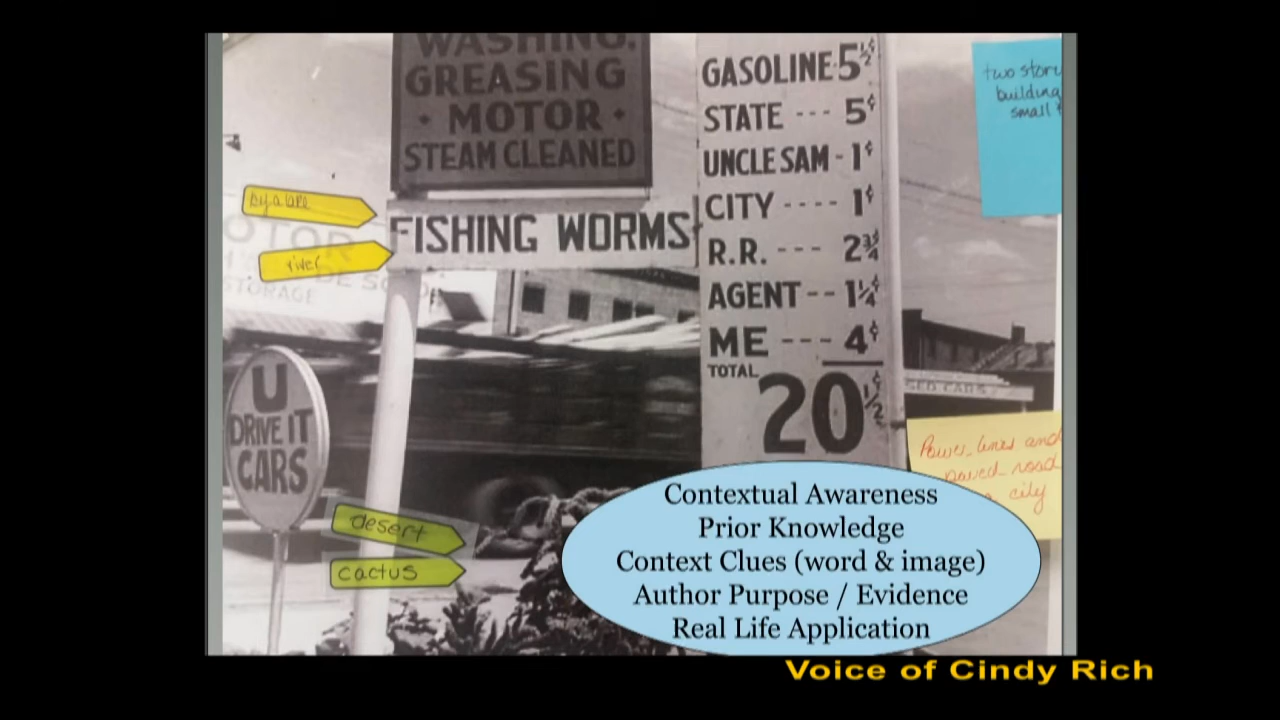 WASHING.
GREASING
• MOTOR •
STEAM CLEANED
FISHING WORMS
GASOLINE 5½¢
STATE --- 5¢
UNCLE SAM - 1¢
CITY ---- 1¢
R.R. --- 2¾¢
AGENT -- 1¼¢
ME --- 4¢
TOTAL
20½¢
two story
building
small
river
STORAGE
U
DRIVE IT
CARS
desert
cactus
USED CARS
Power lines and
paved road
city
Contextual Awareness
Prior Knowledge
Context Clues (word & image)
Author Purpose / Evidence
Real Life Application
Voice of Cindy Rich